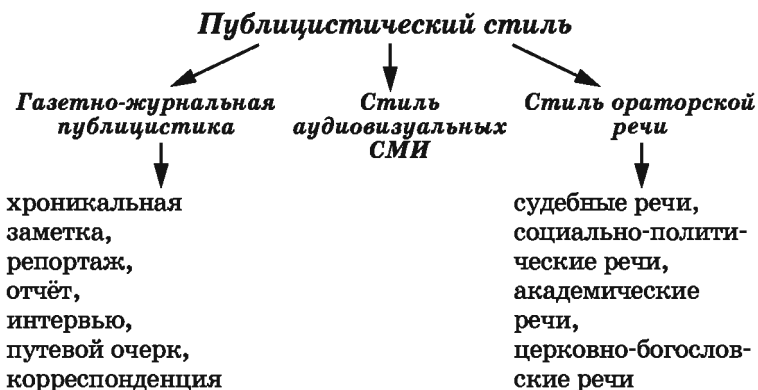 Публицистический стиль
Газетно-журнальная
публицистика
Стиль
аудиовизуальных
СМИ
Стиль ораторской
речи
хроникальная
заметка,
репортаж,
отчёт,
интервью,
путевой очерк,
корреспонденция
судебные речи,
социально-полити-
ческие речи,
академические
речи,
церковно-богослов-
ские речи